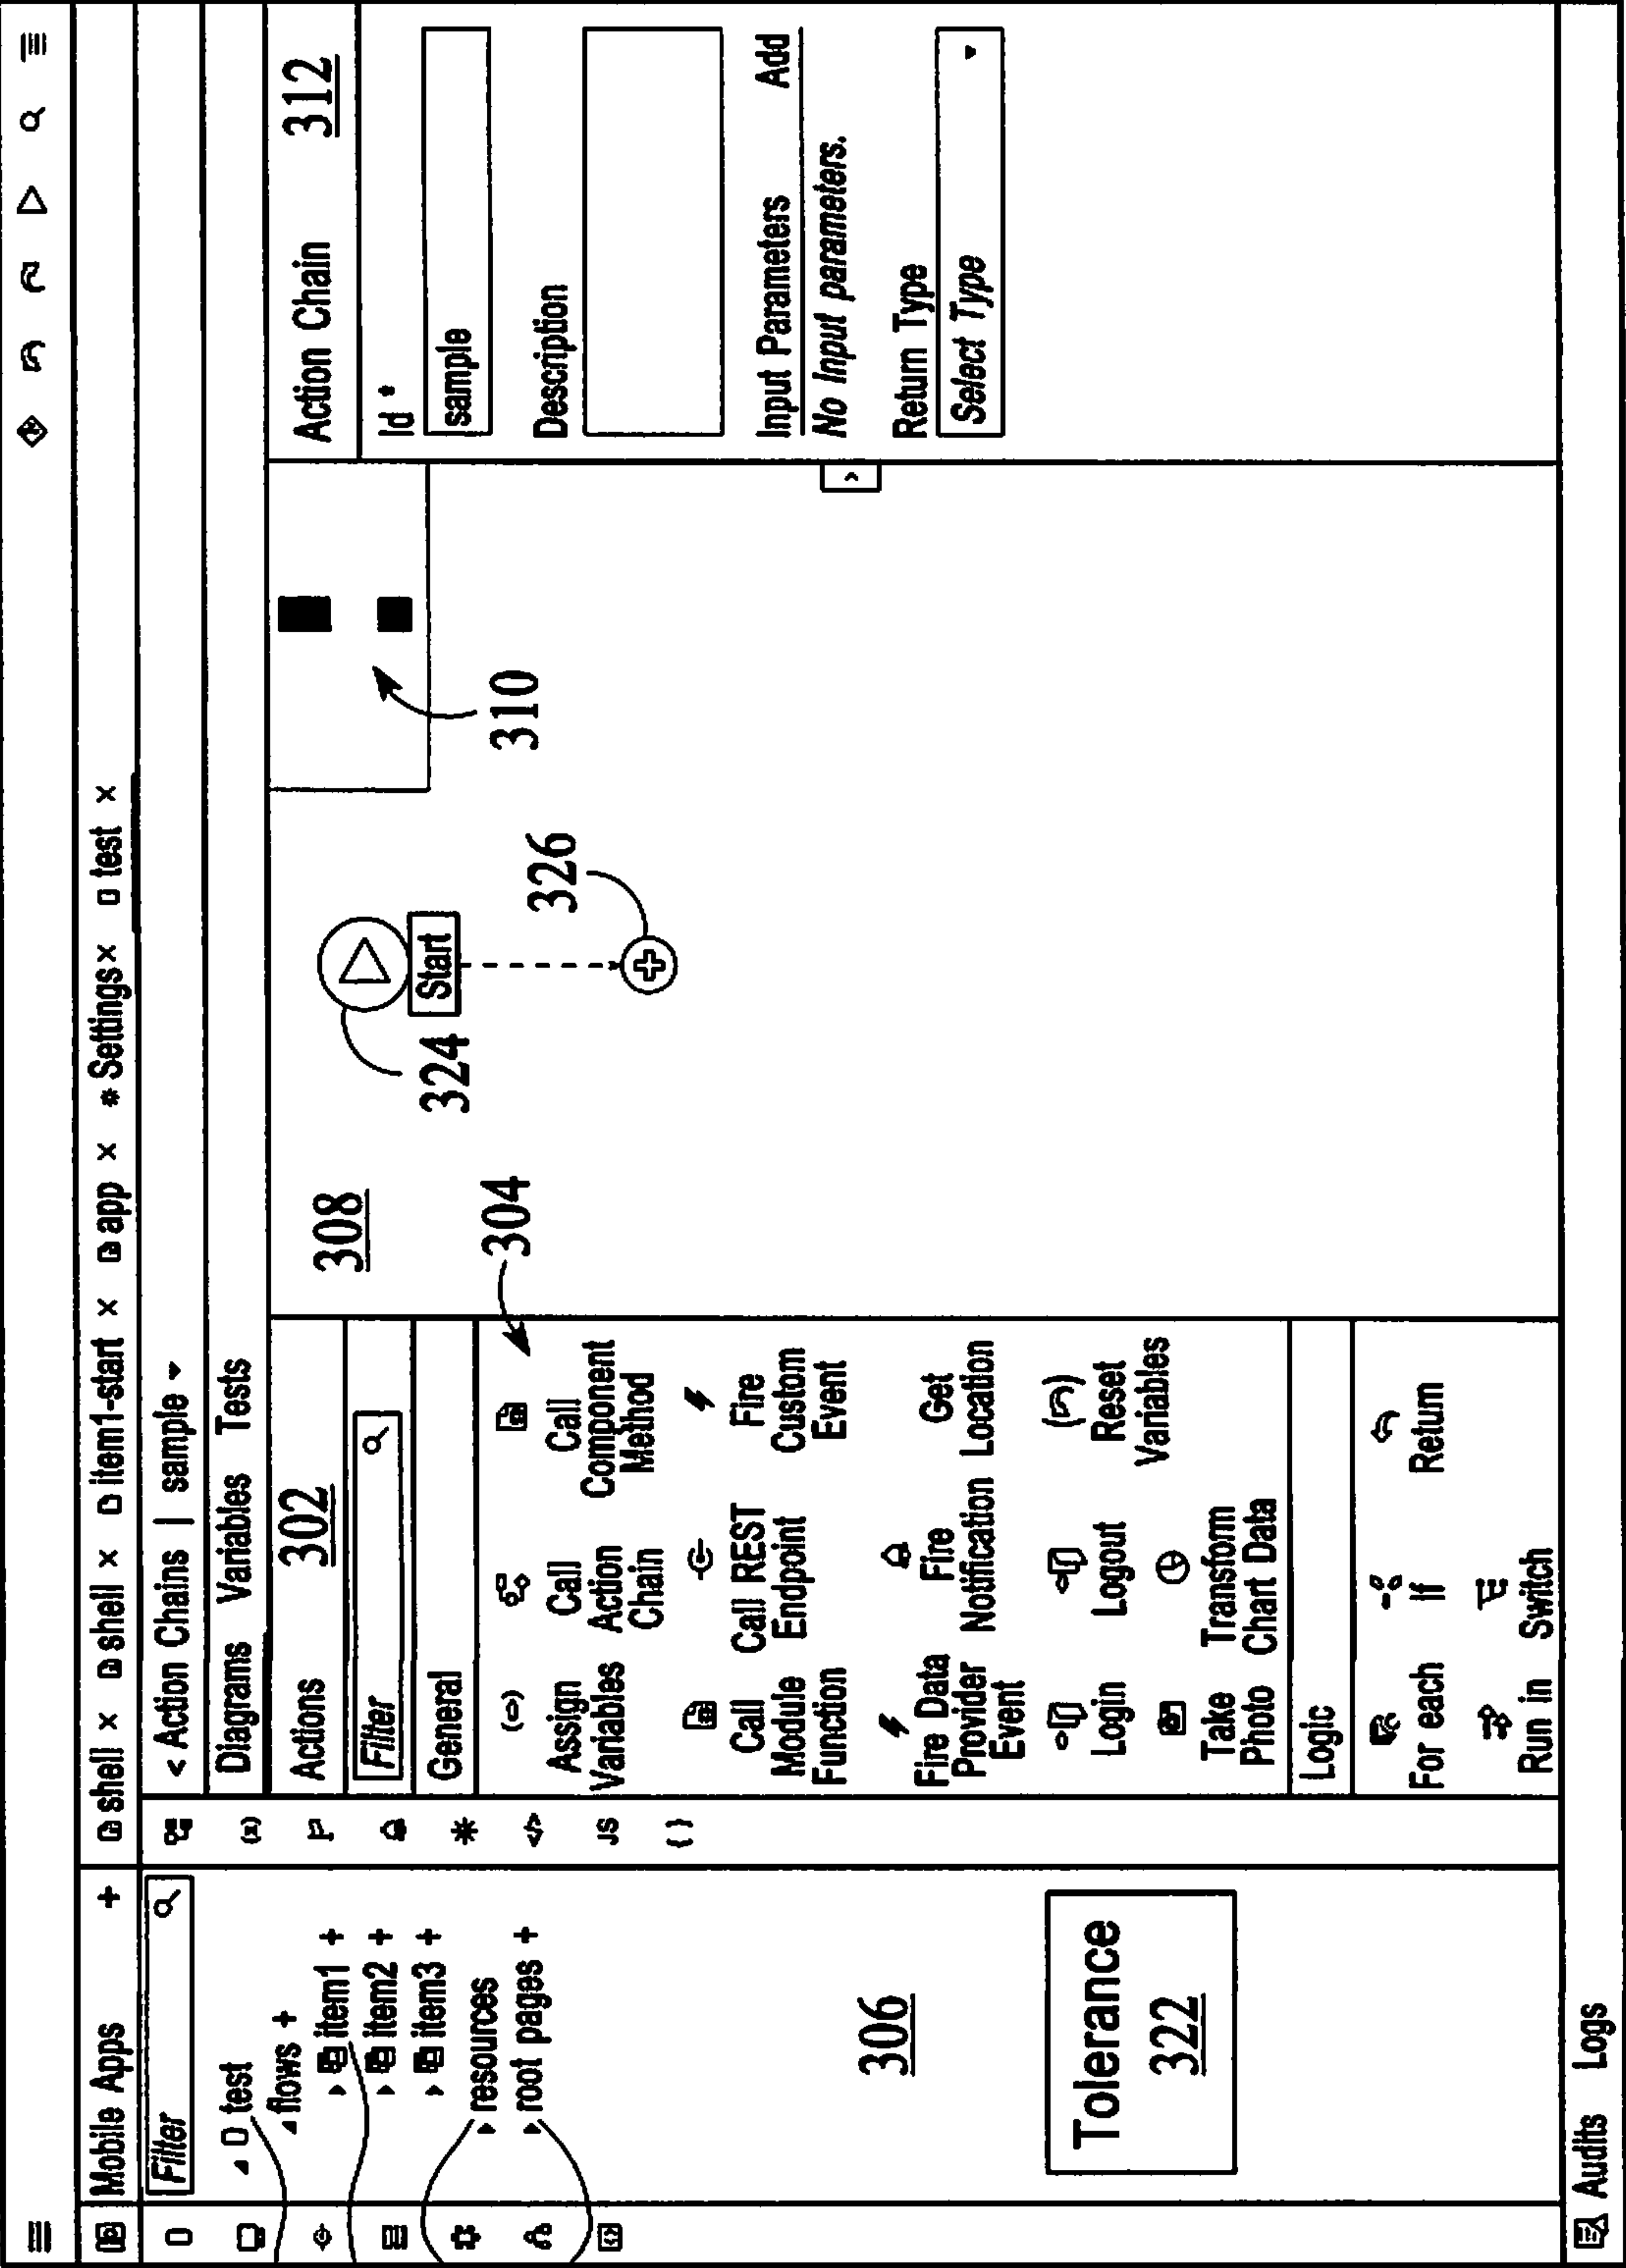 Mobile Apps +
shell × shell × item1-start × app × Settings × test ×
Filter
test
flows +
item1 +
item2 +
item3 +
resources
root pages +
306
Tolerance
322
(x)
</>
JS
{ }
< Action Chains | sample
Diagrams Variables Tests
Actions 302
Filter
General
304
Assign
Variables
Call
Action
Chain
Call
Component
Method
Call
Module
Function
Call REST
Endpoint
Fire
Custom
Event
Fire Data
Provider
Event
Fire
Notification
Get
Location
Login
Logout
Reset
Variables
Take
Photo
Transform
Chart Data
Logic
For each
If
Return
Run in
Switch
308
324
Start
326
310
Action Chain 312
Id *
sample
Description
Input Parameters Add
No Input parameters.
Return Type
Select Type
Audits Logs